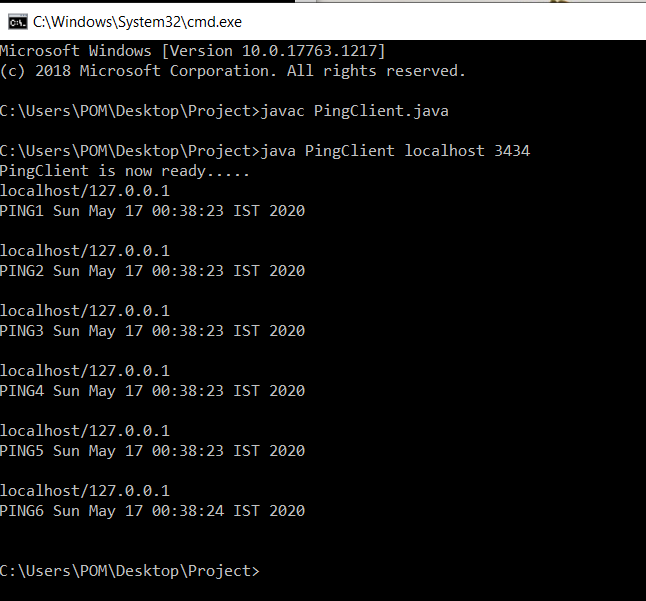 C:\Windows\System32\cmd.exe
Microsoft Windows [Version 10.0.17763.1217]
(c) 2018 Microsoft Corporation. All rights reserved.
C:\Users\POM\Desktop\Project>javac PingClient.java
C:\Users\POM\Desktop\Project>java PingClient localhost 3434
PingClient is now ready.....
localhost/127.0.0.1
PING1 Sun May 17 00:38:23 IST 2020
localhost/127.0.0.1
PING2 Sun May 17 00:38:23 IST 2020
localhost/127.0.0.1
PING3 Sun May 17 00:38:23 IST 2020
localhost/127.0.0.1
PING4 Sun May 17 00:38:23 IST 2020
localhost/127.0.0.1
PING5 Sun May 17 00:38:23 IST 2020
localhost/127.0.0.1
PING6 Sun May 17 00:38:24 IST 2020
C:\Users\POM\Desktop\Project>